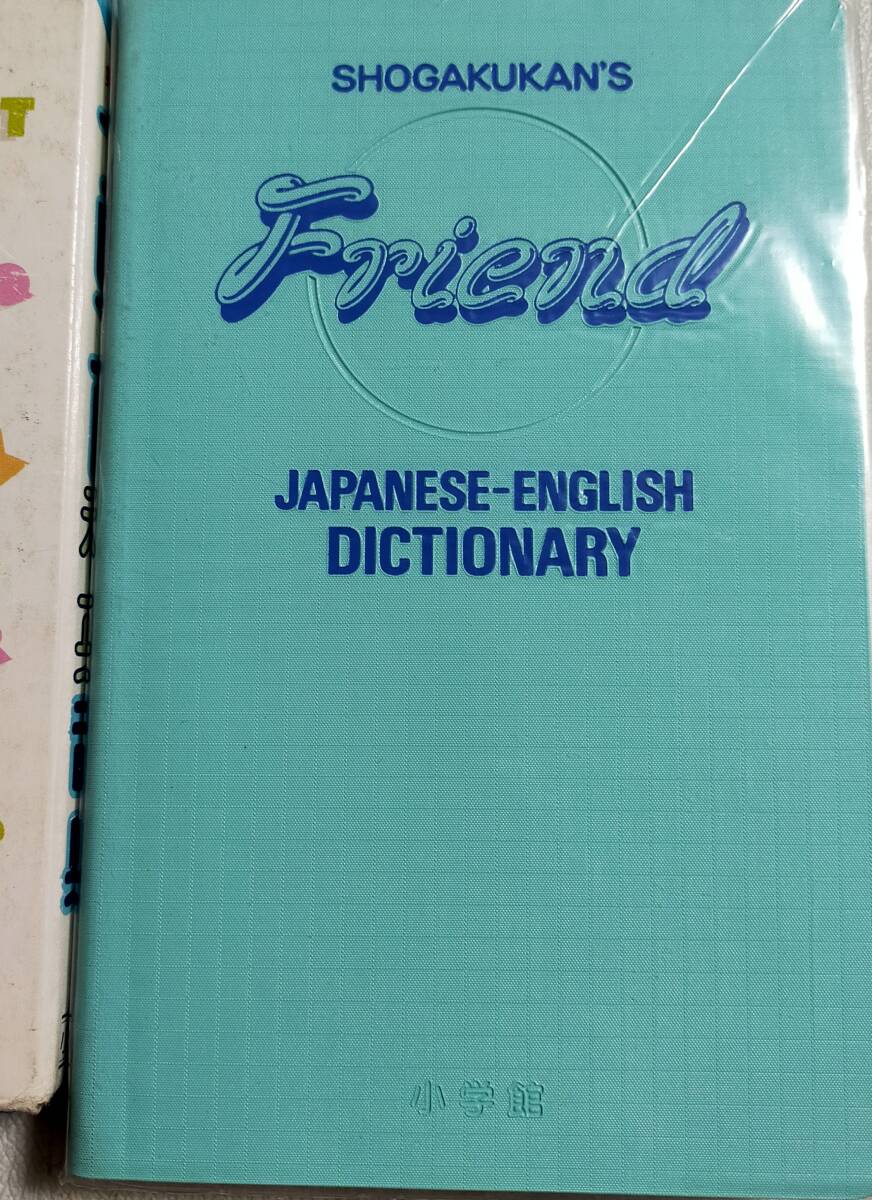 SHOGAKUKAN'S
Friend
JAPANESE-ENGLISH
DICTIONARY
小学館
T